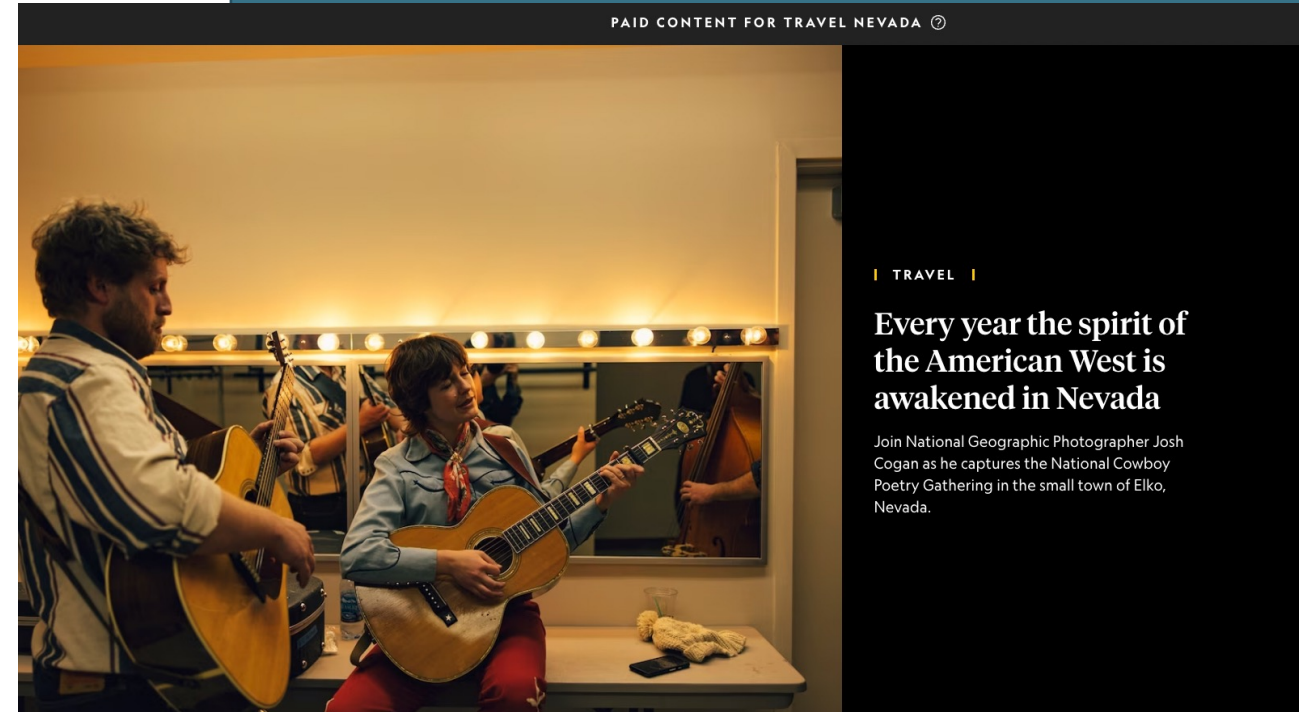 PAID CONTENT FOR TRAVEL NEVADA ?
TRAVEL
Every year the spirit of
the American West is
awakened in Nevada
Join National Geographic Photographer Josh
Cogan as he captures the National Cowboy
Poetry Gathering in the small town of Elko,
Nevada.